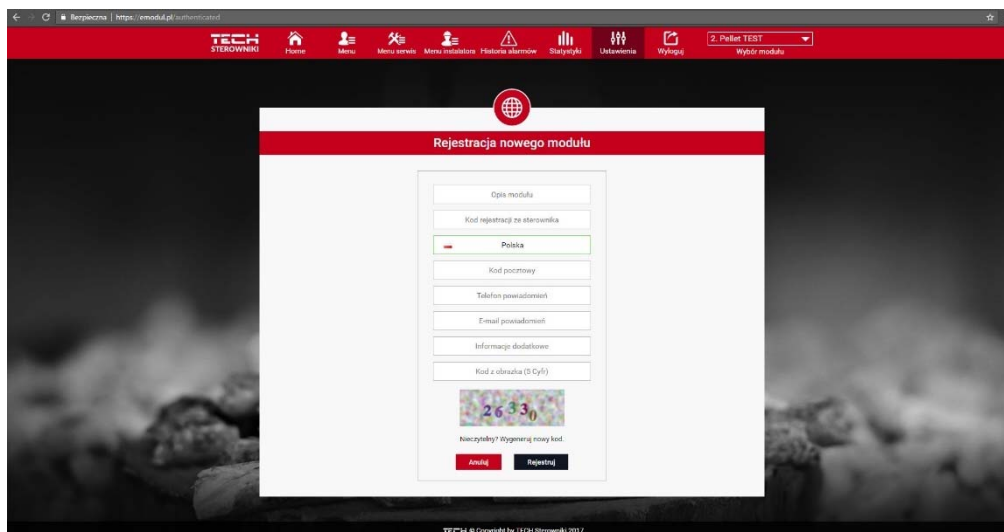 Bezpieczna | https://emodul.pl/authenticated
TECH
STEROWNIKI
Home
Menu
Menu serwis
Menu instalatora
Historia alarmów
Statystyki
Ustawienia
Wyloguj
2. Pellet TEST
Wybór modułu
Rejestracja nowego modułu
Opis modułu
Kod rejestracji ze sterownika
Polska
Kod pocztowy
Telefon powiadomień
E-mail powiadomień
Informacje dodatkowe
Kod z obrazka (5 Cyfr)
26330
Nieczytelny? Wygeneruj nowy kod.
Anuluj
Rejestruj
TECH © Copyright by TECH Sterowniki 2017